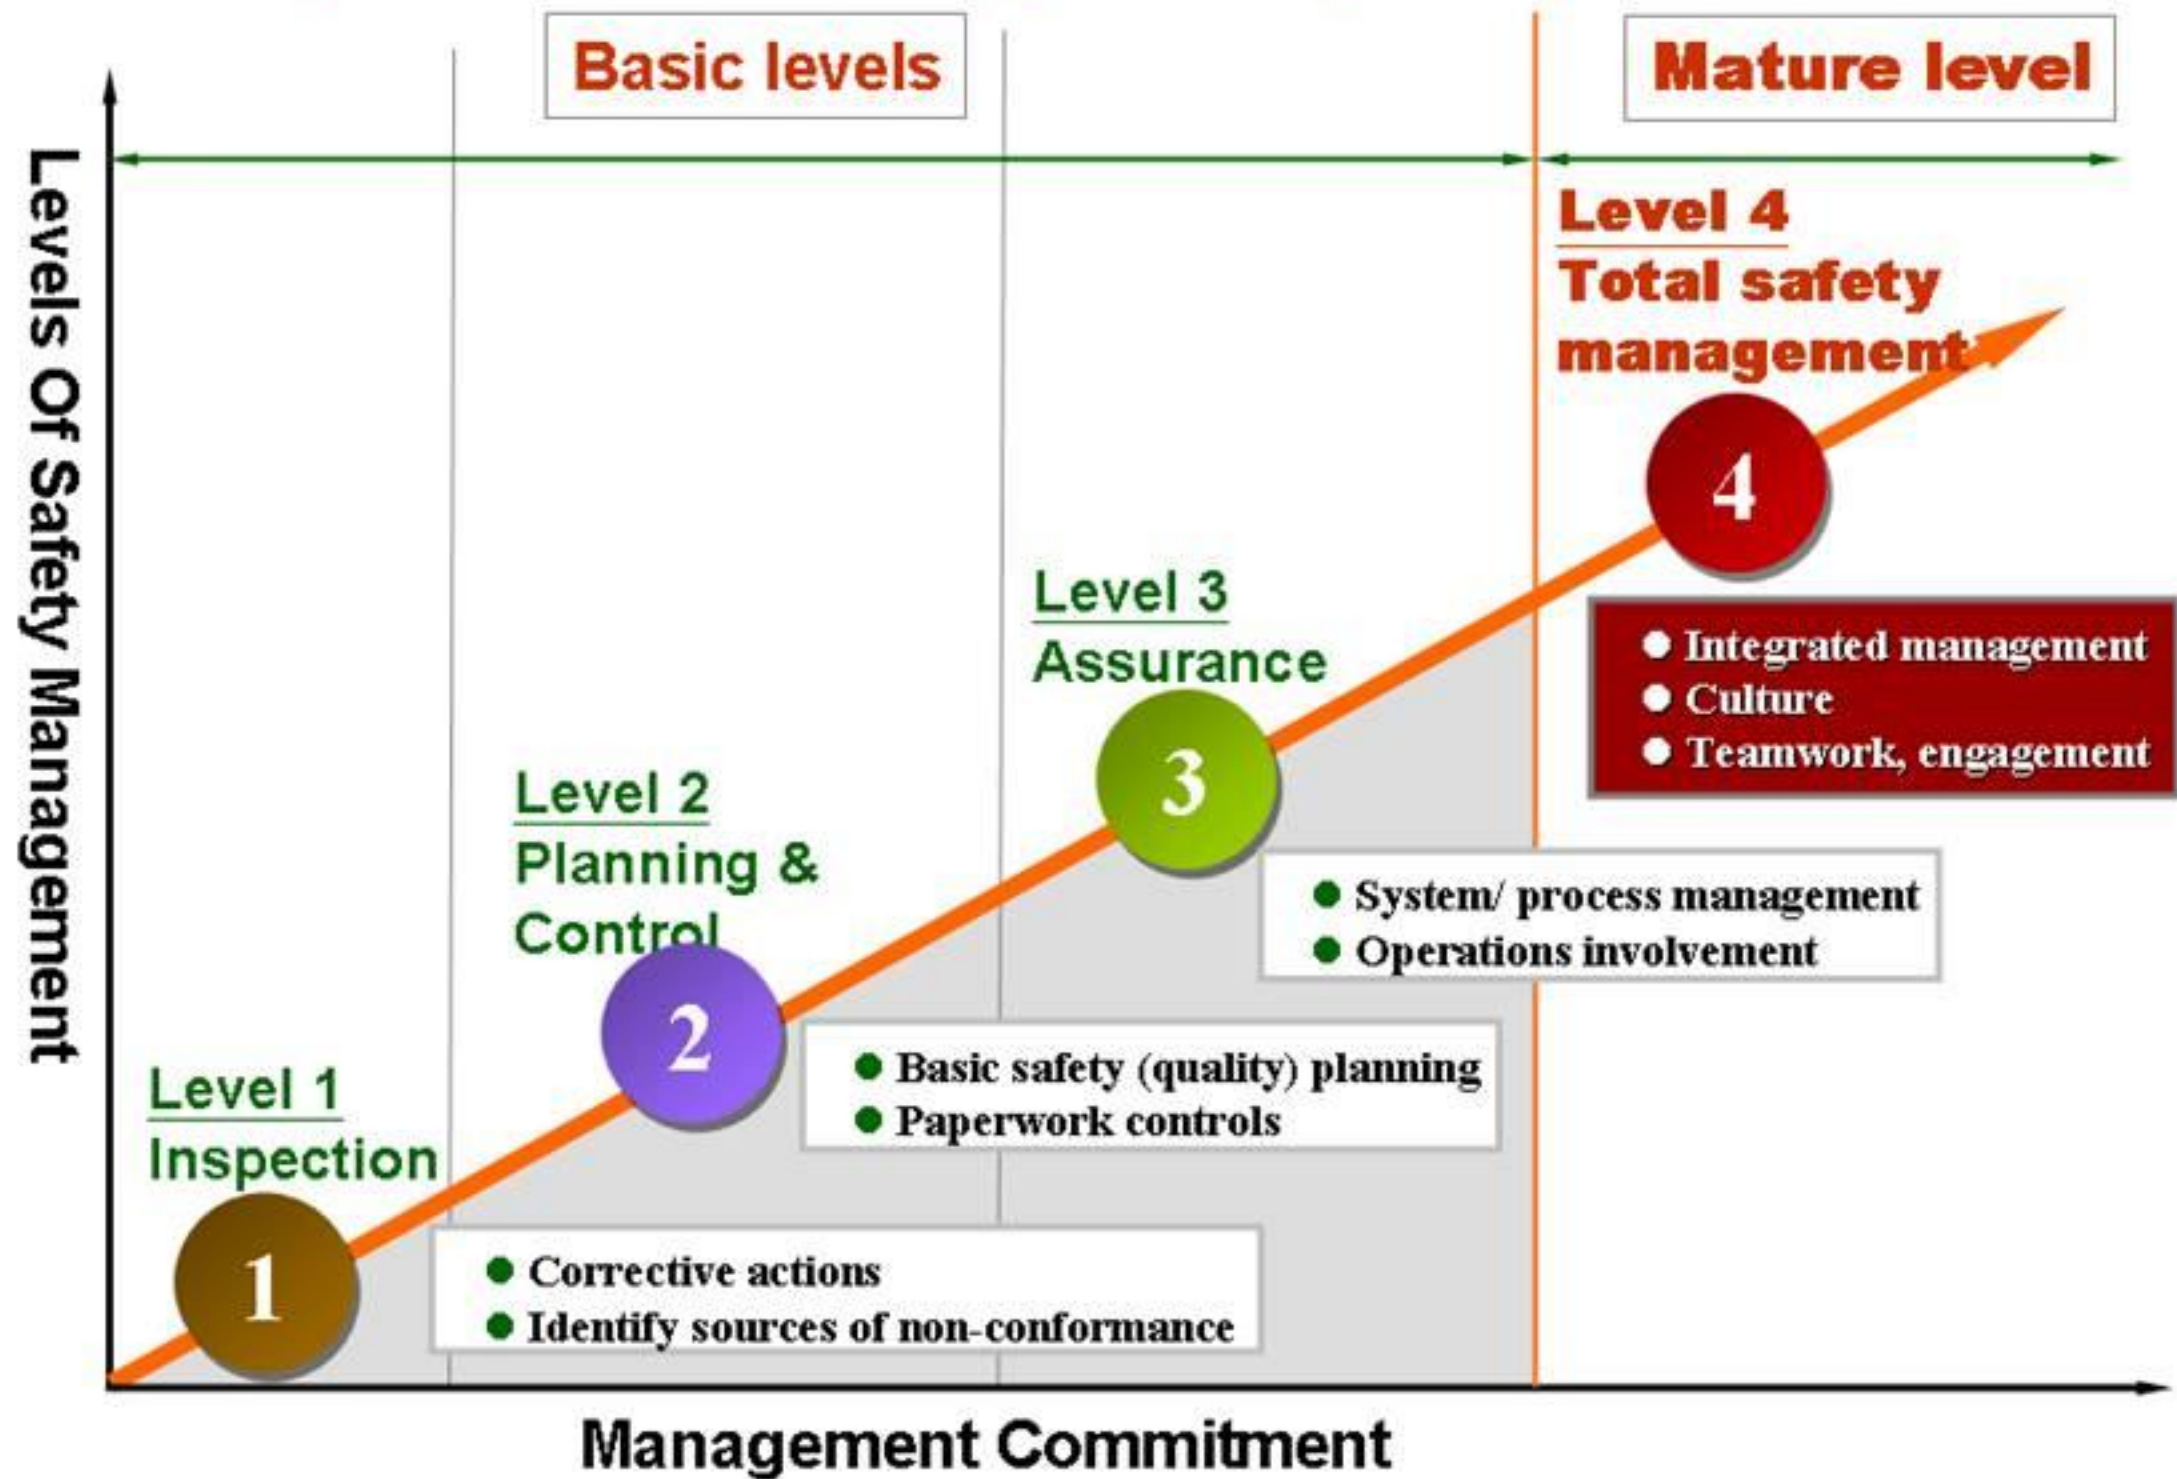 Basic levels
Mature level
Levels Of Safety Management
Level 4
Total safety
management
4
Integrated management
Culture
Teamwork, engagement
Level 3
Assurance
3
System/ process management
Operations involvement
Level 2
Planning &
Control
2
Basic safety (quality) planning
Paperwork controls
Level 1
Inspection
1
Corrective actions
Identify sources of non-conformance
Management Commitment